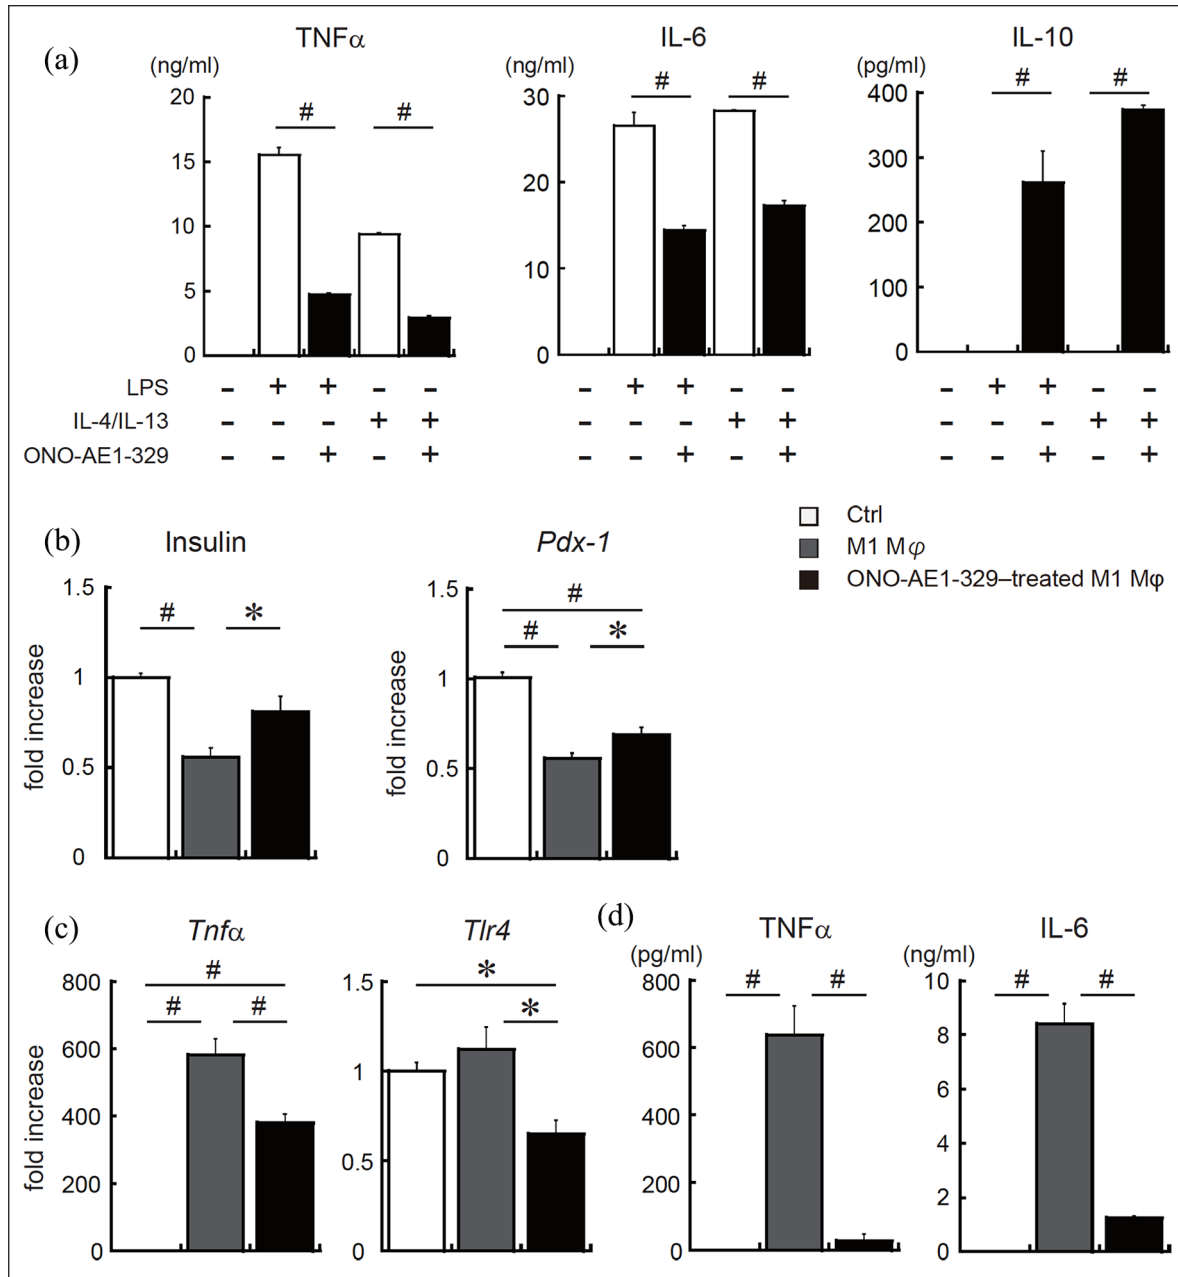 (a)
TNFα
IL-6
IL-10
(ng/ml)
(ng/ml)
(pg/ml)
20
15
10
5
0
# #
30
20
10
0
# #
400
300
200
100
0
# #
LPS - + + - - - + + - - - + + - -
IL-4/IL-13 - - - + + - - - + + - - - + +
ONO-AE1-329 - - + - + - - + - + - - + - +
Ctrl
M1 Mφ
ONO-AE1-329–treated M1 Mφ
(b)
Insulin
Pdx-1
fold increase
1.5
1
0.5
0
# *
fold increase
1.5
1
0.5
0
#
# *
(c)
Tnfα
Tlr4
fold increase
800
600
400
200
0
#
# #
1.5
1
0.5
0
*
*
(d)
TNFα
IL-6
(pg/ml)
(ng/ml)
800
600
400
200
0
# #
10
8
6
4
2
0
# #